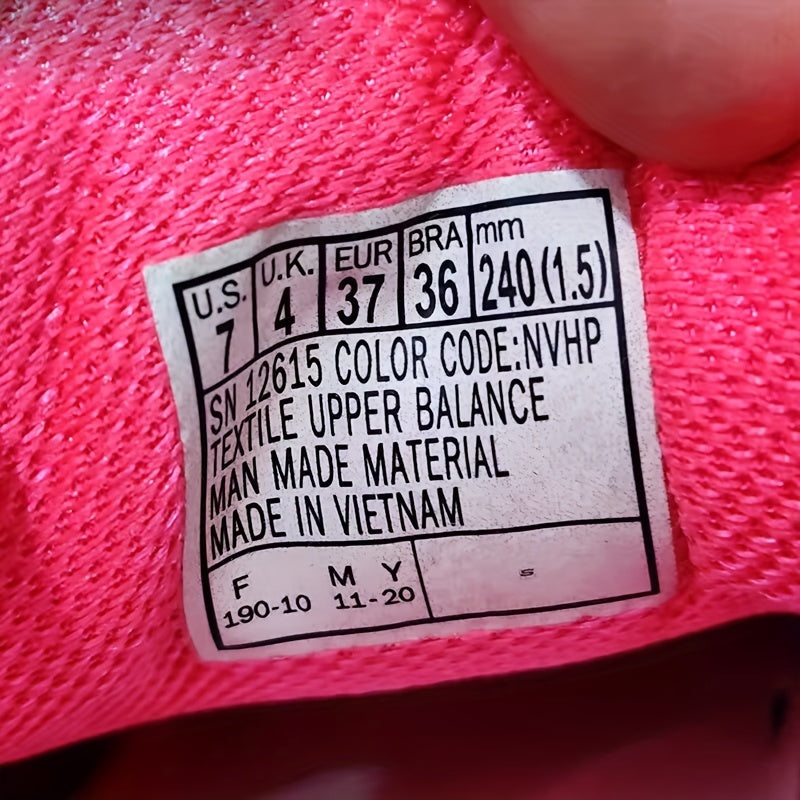 U.S. U.K. EUR BRA mm
7 4 37 36 240 (1.5)
SN 12615 COLOR CODE:NVHP
TEXTILE UPPER BALANCE
MAN MADE MATERIAL
MADE IN VIETNAM
F M Y
190-10 11-20
s